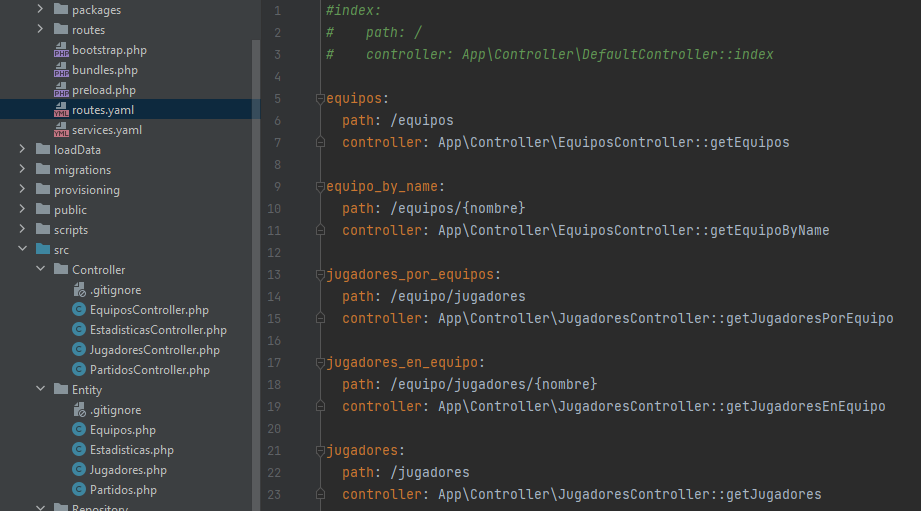 packages
routes
bootstrap.php
bundles.php
preload.php
routes.yaml
services.yaml
loadData
migrations
provisioning
public
scripts
src
Controller
.gitignore
EquiposController.php
EstadisticasController.php
JugadoresController.php
PartidosController.php
Entity
.gitignore
Equipos.php
Estadisticas.php
Jugadores.php
Partidos.php
Repository
1 #index:
2 #    path: /
3 #    controller: App\Controller\DefaultController::index
4
5 equipos:
6   path: /equipos
7   controller: App\Controller\EquiposController::getEquipos
8
9 equipo_by_name:
10   path: /equipos/{nombre}
11   controller: App\Controller\EquiposController::getEquipoByName
12
13 jugadores_por_equipos:
14   path: /equipo/jugadores
15   controller: App\Controller\JugadoresController::getJugadoresPorEquipo
16
17 jugadores_en_equipo:
18   path: /equipo/jugadores/{nombre}
19   controller: App\Controller\JugadoresController::getJugadoresEnEquipo
20
21 jugadores:
22   path: /jugadores
23   controller: App\Controller\JugadoresController::getJugadores